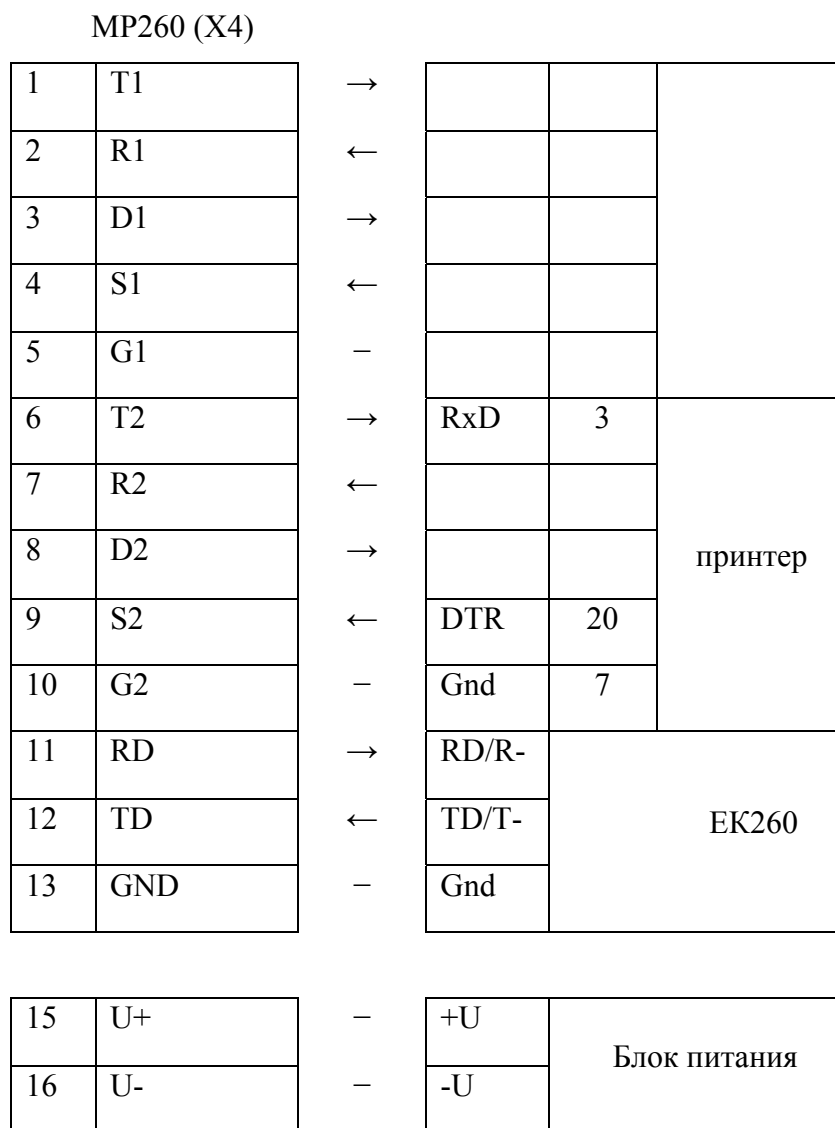 МР260 (X4)
1 T1 →
2 R1 ←
3 D1 →
4 S1 ←
5 G1 –
6 T2 → RxD 3
7 R2 ←
8 D2 → принтер
9 S2 ← DTR 20
10 G2 – Gnd 7
11 RD → RD/R-
12 TD ← TD/T- ЕК260
13 GND – Gnd
15 U+ – +U
Блок питания
16 U- – -U